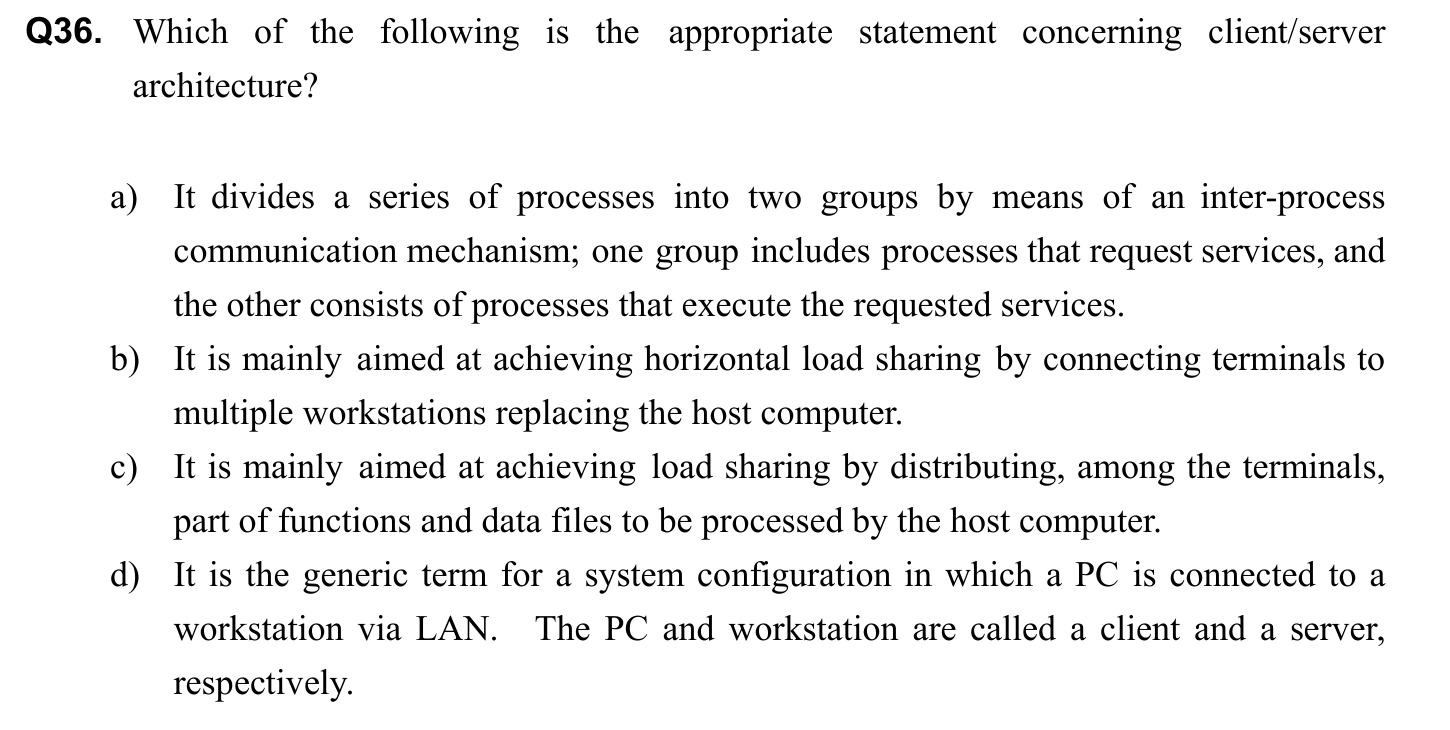 Q36. Which of the following is the appropriate statement concerning client/server
architecture?
a) It divides a series of processes into two groups by means of an inter-process
communication mechanism; one group includes processes that request services, and
the other consists of processes that execute the requested services.
b) It is mainly aimed at achieving horizontal load sharing by connecting terminals to
multiple workstations replacing the host computer.
c) It is mainly aimed at achieving load sharing by distributing, among the terminals,
part of functions and data files to be processed by the host computer.
d) It is the generic term for a system configuration in which a PC is connected to a
workstation via LAN. The PC and workstation are called a client and a server,
respectively.